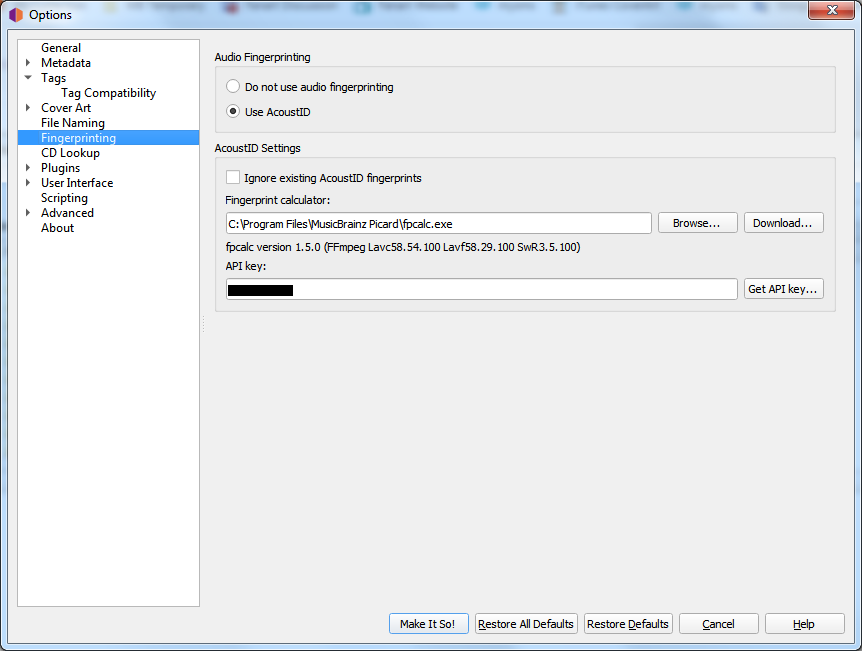 Options
General
Metadata
Tags
Tag Compatibility
Cover Art
File Naming
Fingerprinting
CD Lookup
Plugins
User Interface
Scripting
Advanced
About
Audio Fingerprinting
Do not use audio fingerprinting
Use AcoustID
AcoustID Settings
Ignore existing AcoustID fingerprints
Fingerprint calculator:
C:\Program Files\MusicBrainz Picard\fpcalc.exe
Browse...
Download...
fpcalc version 1.5.0 (FFmpeg Lavc58.54.100 Lavf58.29.100 SwR3.5.100)
API key:
Get API key...
Make It So!
Restore All Defaults
Restore Defaults
Cancel
Help